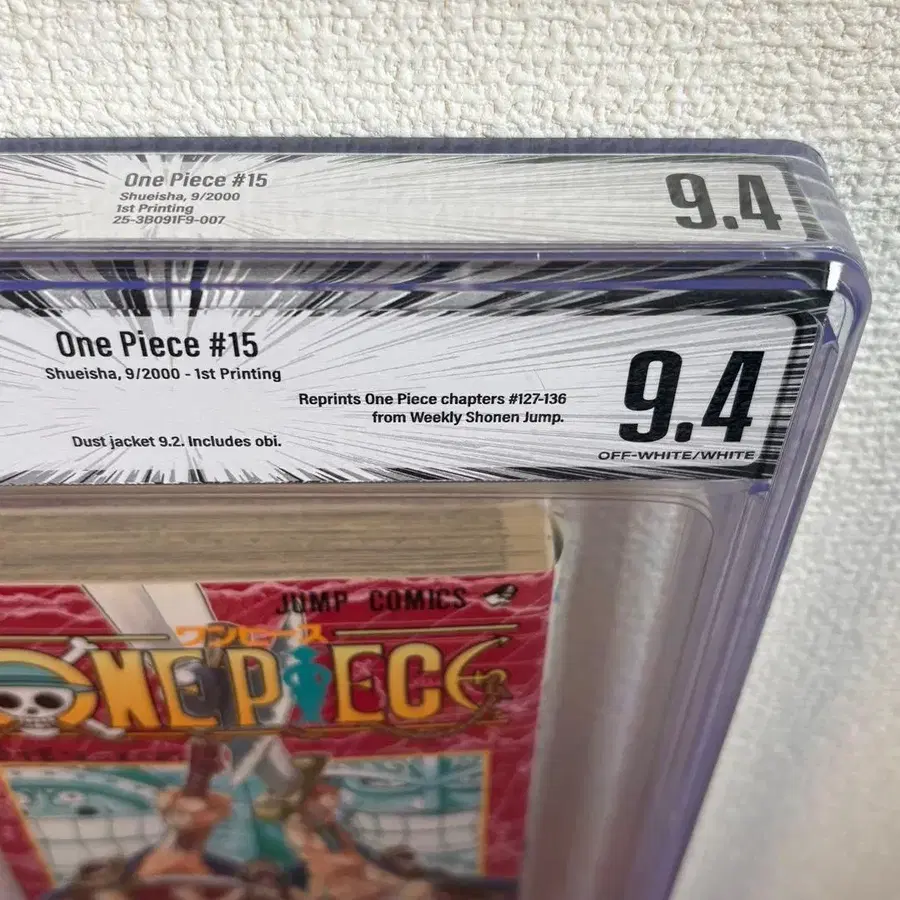 One Piece #15
Shueisha, 9/2000
1st Printing
25-3B091F9-007
9.4
One Piece #15
Shueisha, 9/2000 - 1st Printing
Reprints One Piece chapters #127-136
from Weekly Shonen Jump.
Dust jacket 9.2. Includes obi.
9.4
OFF-WHITE/WHITE
JUMP COMICS
ワンピース
ONE PIECE